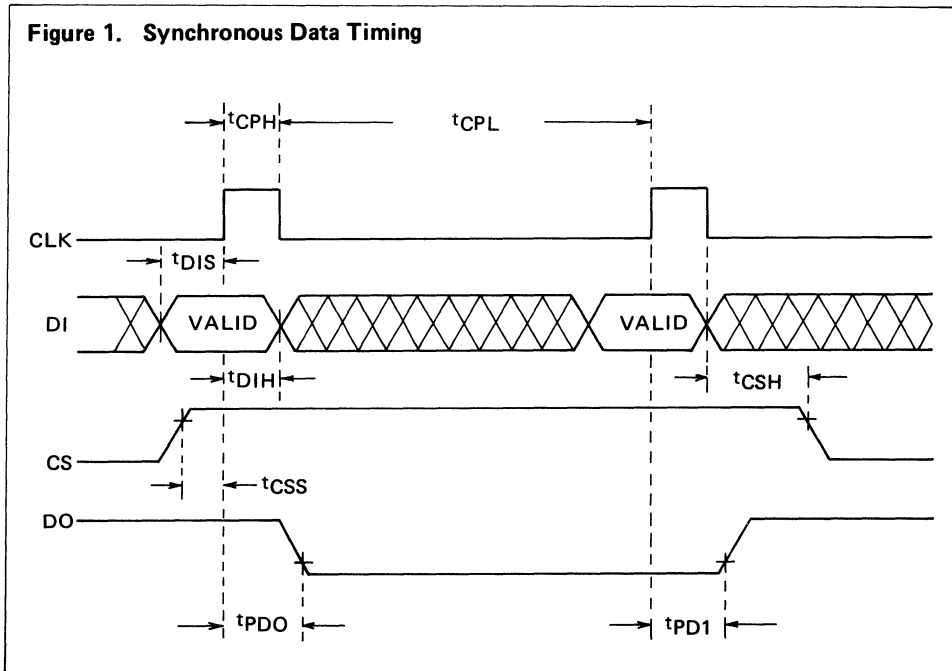 Figure 1. Synchronous Data Timing
tCPH
tCPL
CLK
tDIS
DI
VALID
VALID
tDIH
tCSH
CS
tCSS
DO
tPDO
tPD1